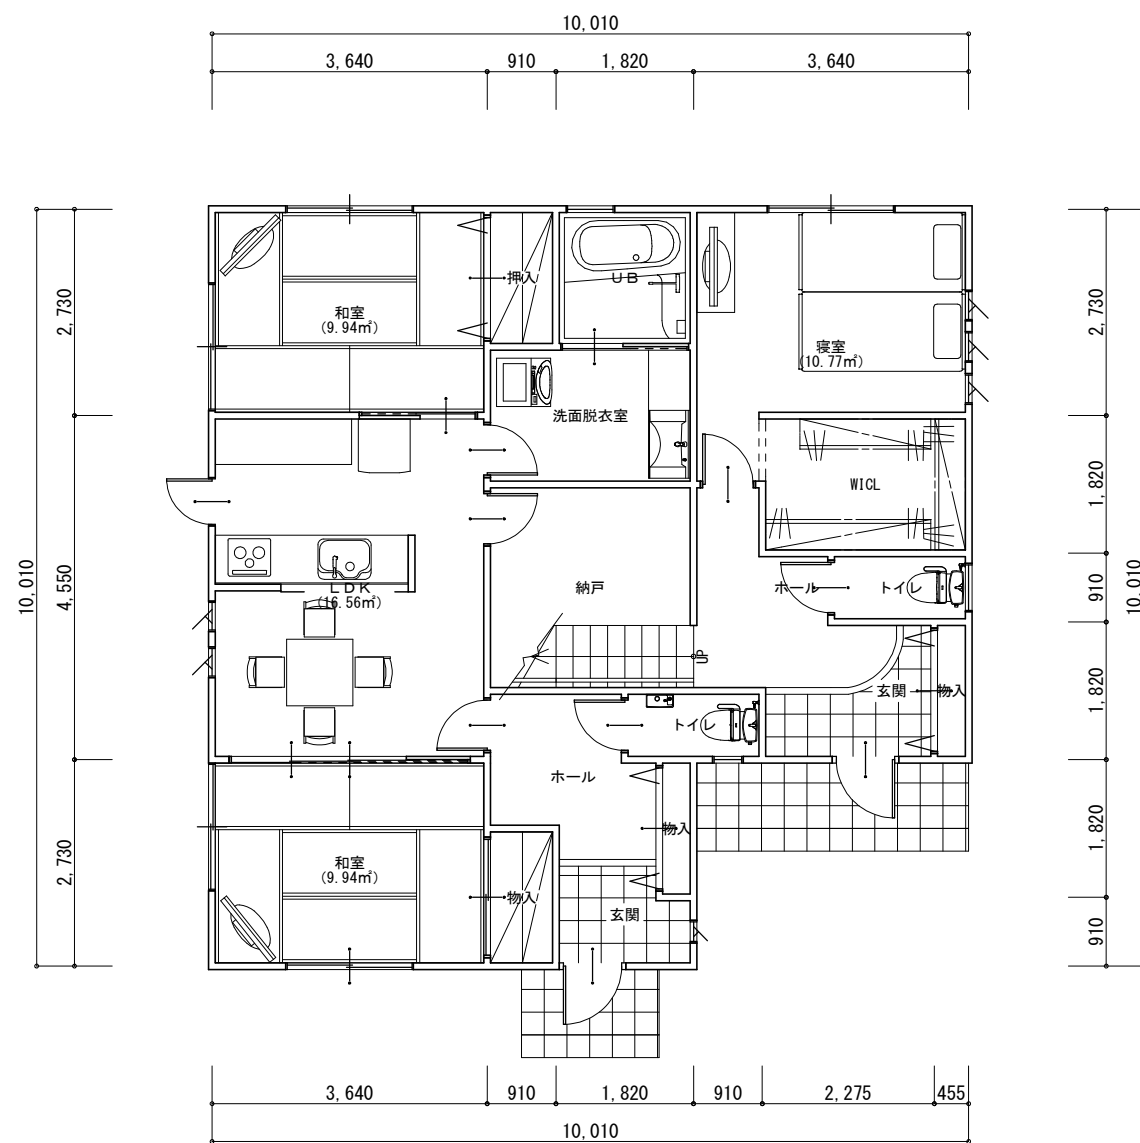 10,010
3,640
910
1,820
3,640
10,010
2,730
4,550
2,730
2,730
1,820
910
1,820
1,820
910
10,010
押入
UB
和室
(9.94㎡)
寝室
(10.77㎡)
洗面脱衣室
WICL
LDK
(16.56㎡)
納戸
ホール
トイレ
UP
玄関
物入
トイレ
ホール
物入
和室
(9.94㎡)
物入
玄関
3,640
910
1,820
910
2,275
455
10,010